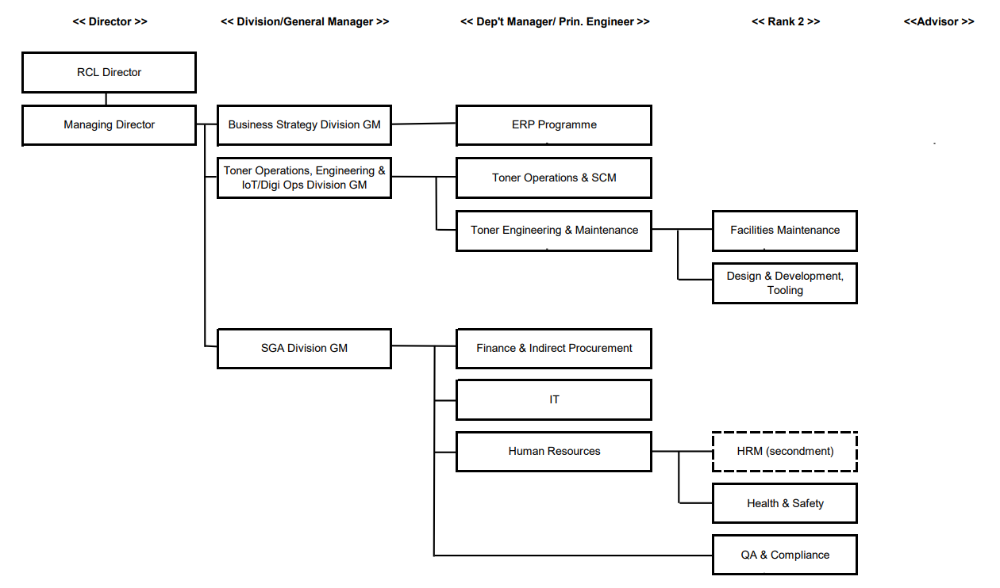 << Director >>
<< Division/General Manager >>
<< Dep't Manager/ Prin. Engineer >>
<< Rank 2 >>
<<Advisor >>
RCL Director
Managing Director
Business Strategy Division GM
ERP Programme
Toner Operations, Engineering &
IoT/Digi Ops Division GM
Toner Operations & SCM
Toner Engineering & Maintenance
Facilities Maintenance
Design & Development,
Tooling
SGA Division GM
Finance & Indirect Procurement
IT
Human Resources
HRM (secondment)
Health & Safety
QA & Compliance